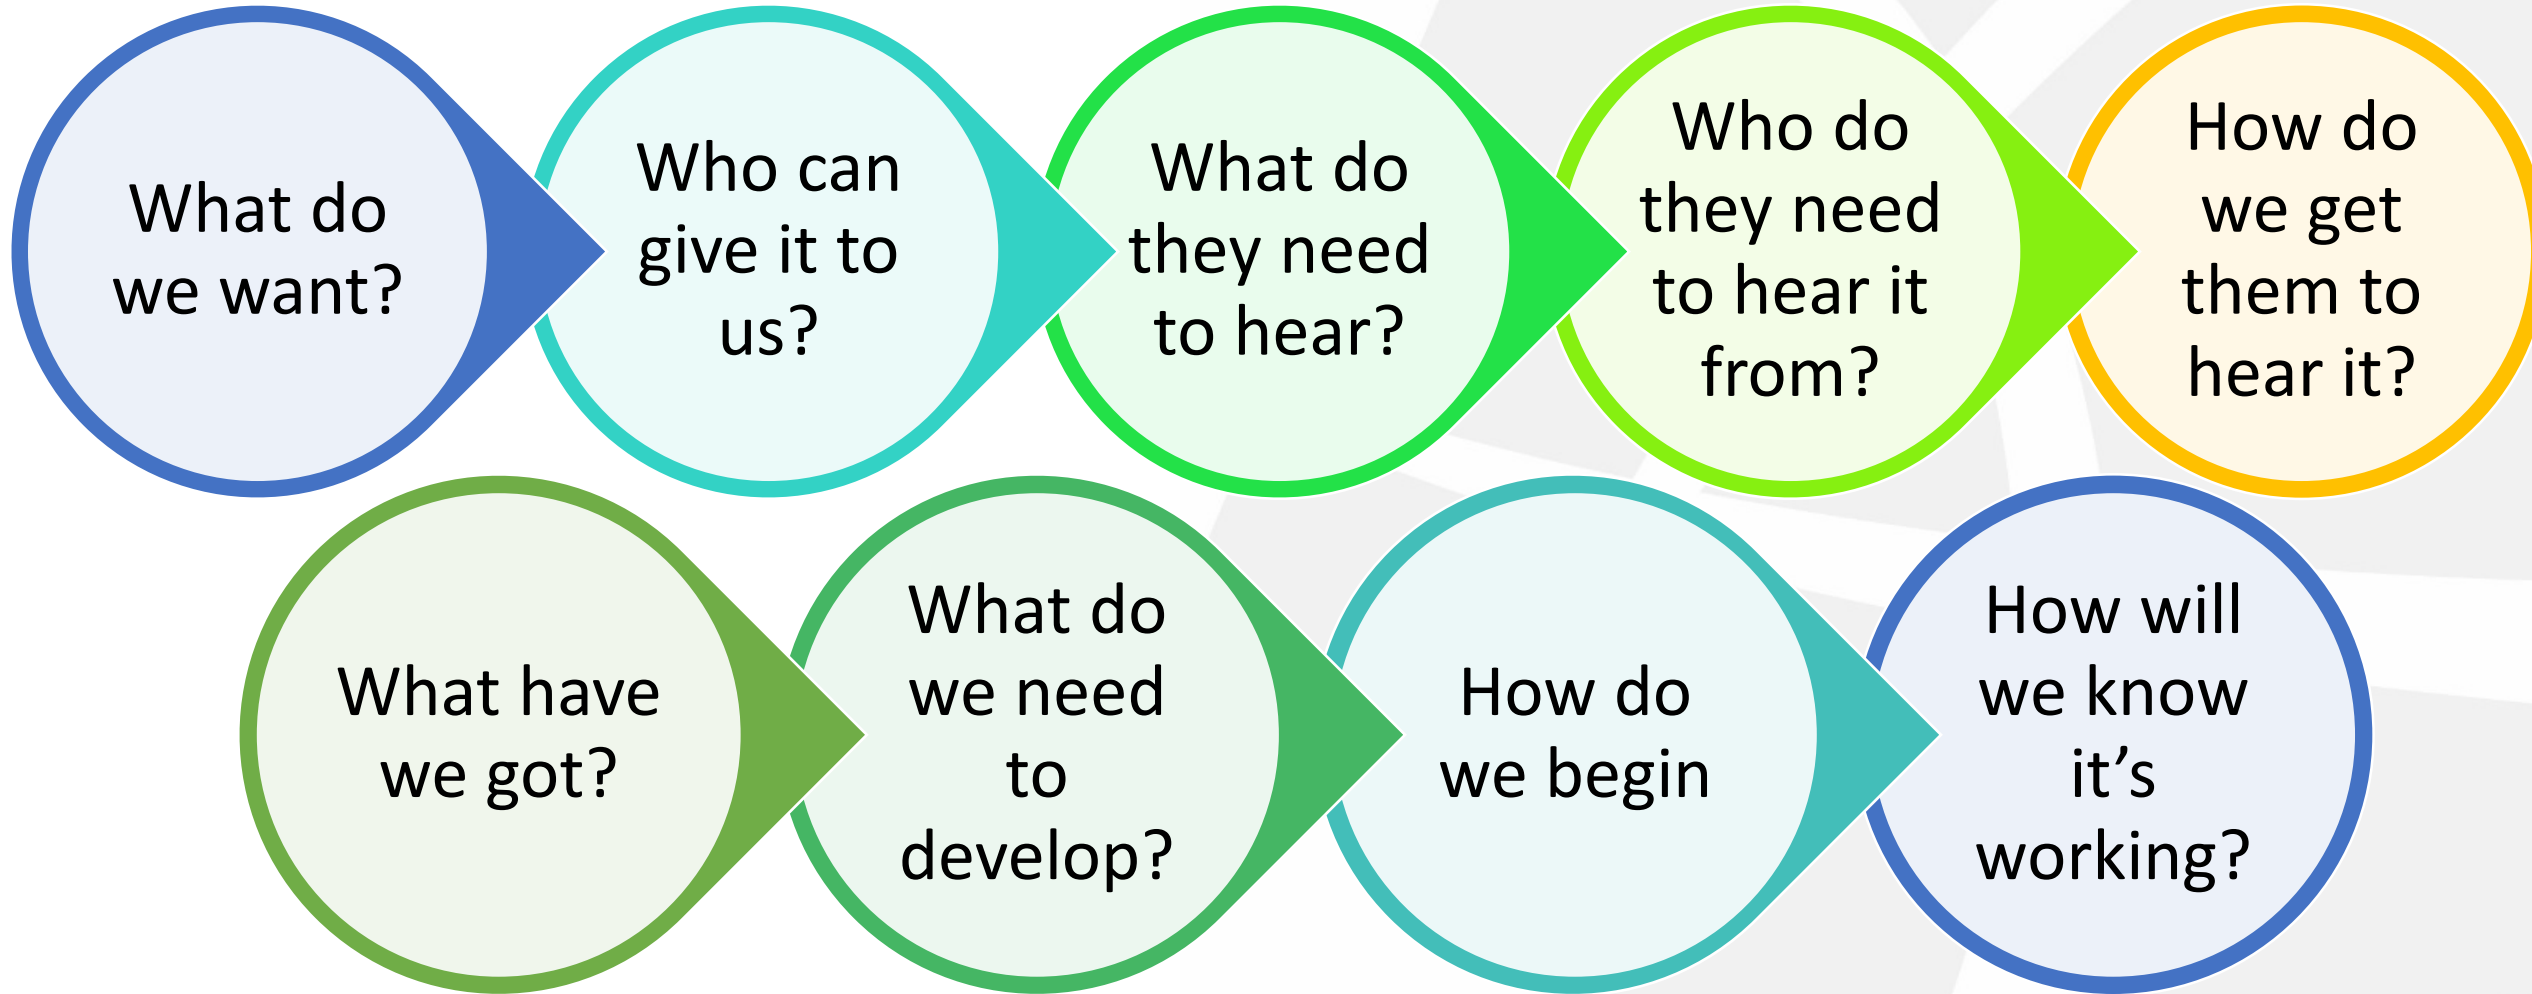 What do
we want?
Who can
give it to
us?
What do
they need
to hear?
Who do
they need
to hear it
from?
How do
we get
them to
hear it?
What have
we got?
What do
we need
to
develop?
How do
we begin
How will
we know
it’s
working?